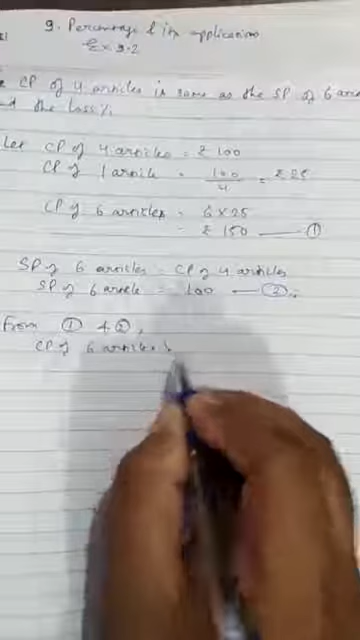 9. Percentage & its application
Ex 9.2
CP of 4 articles is same as the SP of 6
the loss%
Let CP of 4 articles = ₹ 100
CP of 1 article = 100/4 = ₹ 25
CP of 6 articles = 6 × 25
= ₹ 150 ①
SP of 6 articles = CP of 4 articles
SP of 6 article = 100 ②
From ① & ②,
CP of 6 articles >